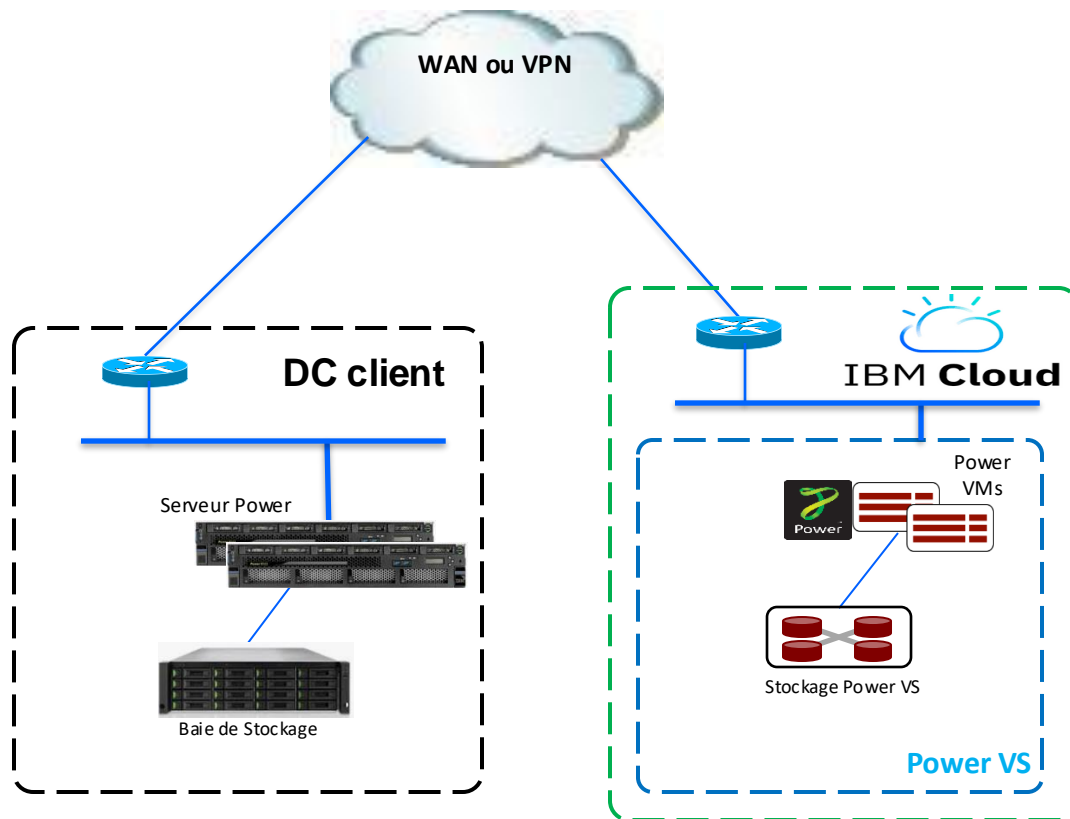 WAN ou VPN
DC client
IBM Cloud
Serveur Power
Power
VMs
Power
Baie de Stockage
Stockage Power VS
Power VS